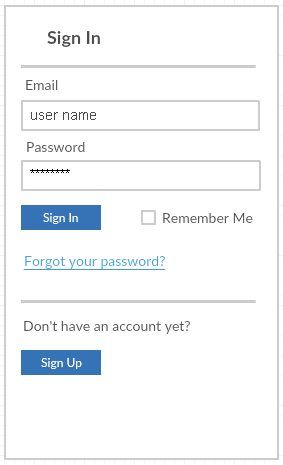 Sign In
Email
user name
Password
********
Sign In
Remember Me
Forgot your password?
Don't have an account yet?
Sign Up